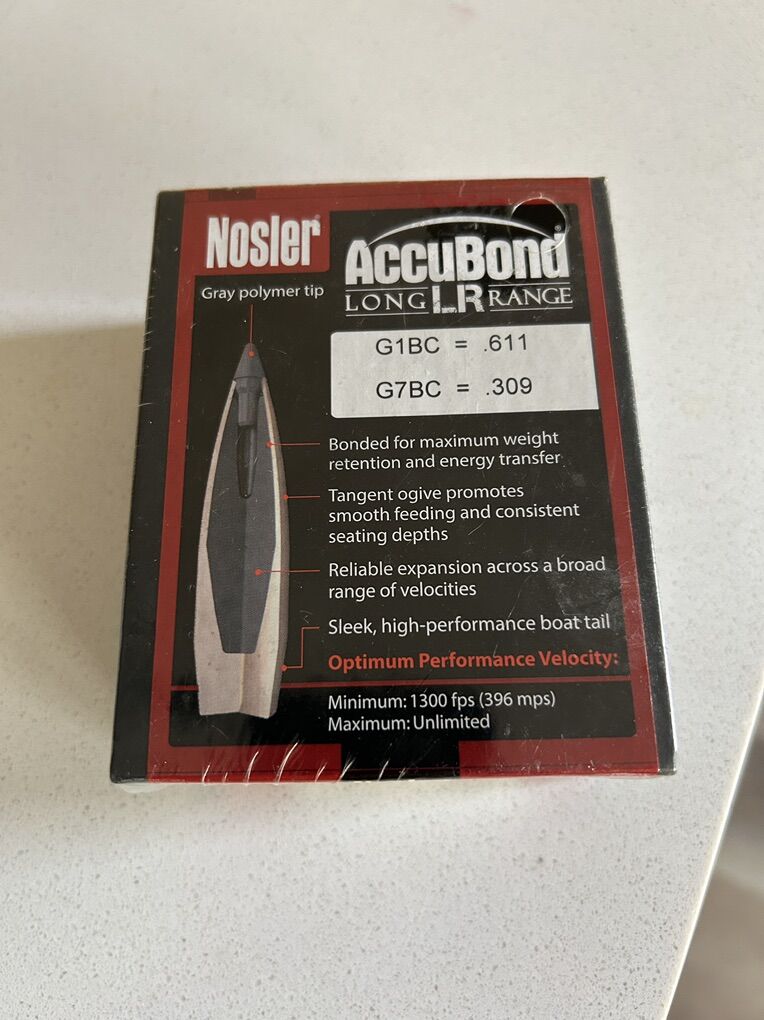 Nosler®
AccuBond®
LONG LR RANGE
Gray polymer tip
G1BC = .611
G7BC = .309
Bonded for maximum weight
retention and energy transfer
Tangent ogive promotes
smooth feeding and consistent
seating depths
Reliable expansion across a broad
range of velocities
Sleek, high-performance boat tail
Optimum Performance Velocity:
Minimum: 1300 fps (396 mps)
Maximum: Unlimited